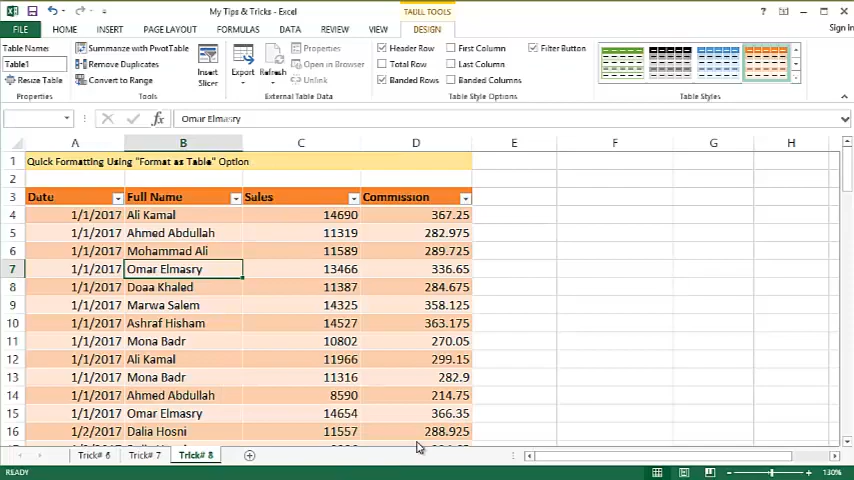 My Tips & Tricks - Excel
TABLE TOOLS
Sign in
FILE HOME INSERT PAGE LAYOUT FORMULAS DATA REVIEW VIEW DESIGN
Table Name: Summarize with PivotTable Properties Header Row First Column Filter Button
Table1 Remove Duplicates Insert Slicer Export Refresh Open in Browser Total Row Last Column
Resize Table Convert to Range Unlink Banded Rows Banded Columns
Properties Tools External Table Data Table Style Options Table Styles
fx Omar Elmasry
A B C D E F G H
1 Quick Formatting Using "Format as Table" Option
2
3 Date Full Name Sales Commission
4 1/1/2017 Ali Kamal 14690 367.25
5 1/1/2017 Ahmed Abdullah 11319 282.975
6 1/1/2017 Mohammad Ali 11589 289.725
7 1/1/2017 Omar Elmasry 13466 336.65
8 1/1/2017 Doaa Khaled 11387 284.675
9 1/1/2017 Marwa Salem 14325 358.125
10 1/1/2017 Ashraf Hisham 14527 363.175
11 1/1/2017 Mona Badr 10802 270.05
12 1/1/2017 Ali Kamal 11966 299.15
13 1/1/2017 Mona Badr 11316 282.9
14 1/1/2017 Ahmed Abdullah 8590 214.75
15 1/1/2017 Omar Elmasry 14654 366.35
16 1/2/2017 Dalia Hosni 11557 288.925
Trick# 6 Trick# 7 Trick# 8
READY 130%